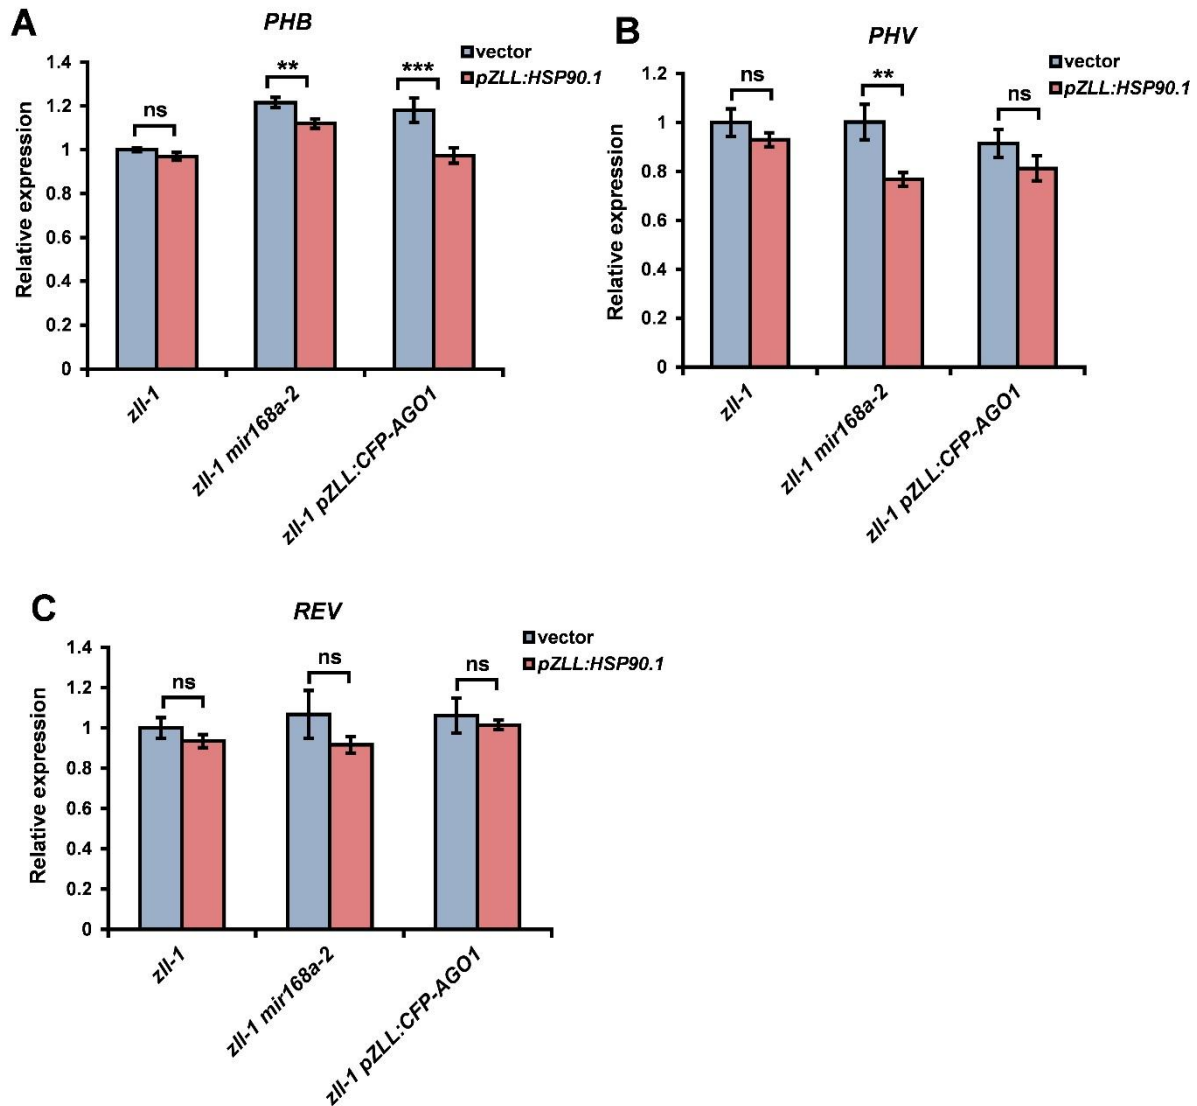 A
PHB
vector
pZLL:HSP90.1
Relative expression
1.4
1.2
1
0.8
0.6
0.4
0.2
0
ns
**
***
zll-1
zll-1 mir168a-2
zll-1 pZLL:CFP-AGO1
B
PHV
vector
pZLL:HSP90.1
Relative expression
1.2
1
0.8
0.6
0.4
0.2
0
ns
**
ns
zll-1
zll-1 mir168a-2
zll-1 pZLL:CFP-AGO1
C
REV
vector
pZLL:HSP90.1
Relative expression
1.4
1.2
1
0.8
0.6
0.4
0.2
0
ns
ns
ns
zll-1
zll-1 mir168a-2
zll-1 pZLL:CFP-AGO1